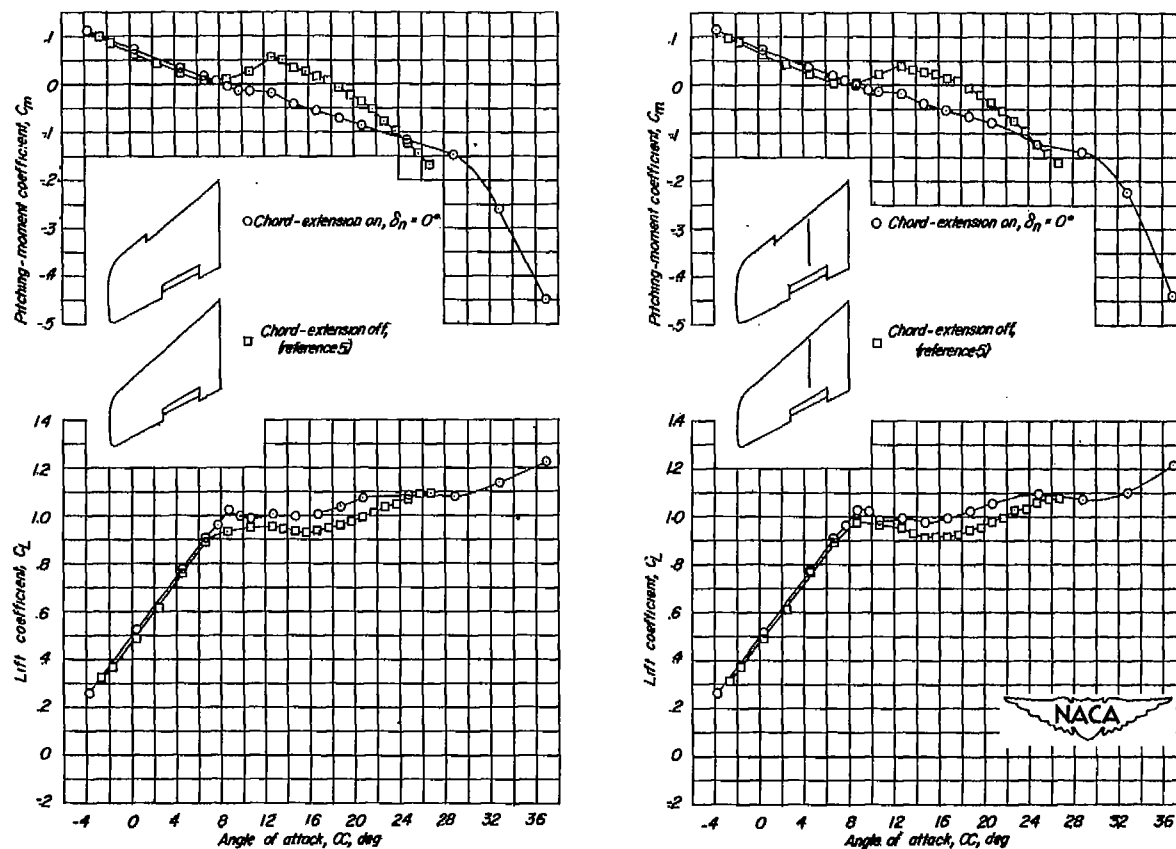 .1
0
-.1
-.2
-.3
-.4
-.5
Pitching-moment coefficient, Cm
Chord-extension on, δn = 0°
Chord-extension off,
(reference 5)
1.4
1.2
1.0
.8
.6
.4
.2
0
-.2
Lift coefficient, CL
-4 0 4 8 12 16 20 24 28 32 36
Angle of attack, α, deg
.1
0
-.1
-.2
-.3
-.4
-.5
Pitching-moment coefficient, Cm
Chord-extension on, δn = 0°
Chord-extension off,
(reference 5)
1.4
1.2
1.0
.8
.6
.4
.2
0
-.2
Lift coefficient, CL
NACA
-4 0 4 8 12 16 20 24 28 32 36
Angle of attack, α, deg